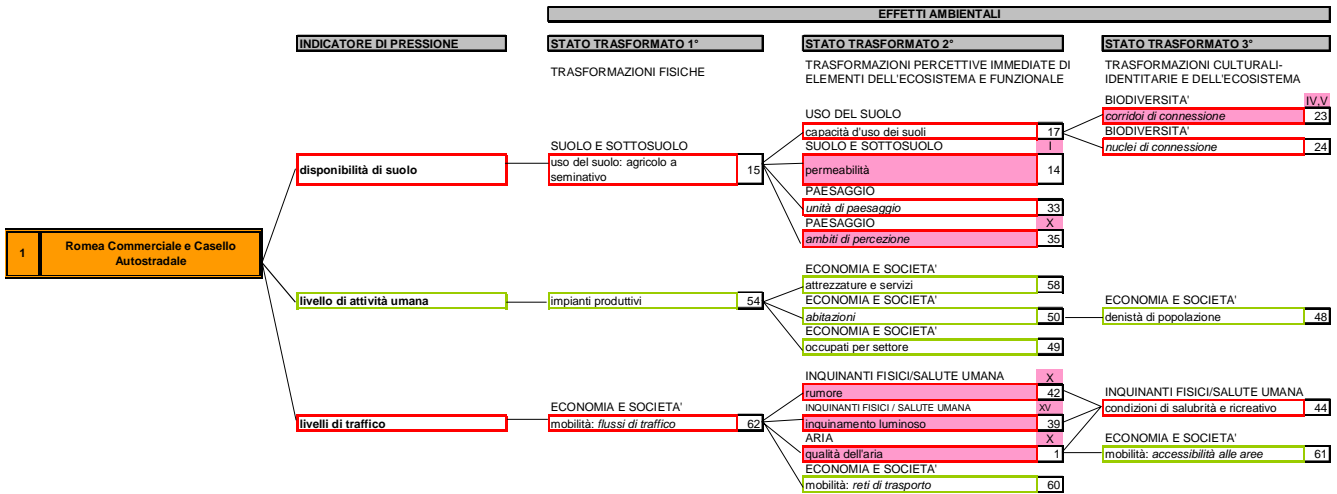 EFFETTI AMBIENTALI
INDICATORE DI PRESSIONE
STATO TRASFORMATO 1°
STATO TRASFORMATO 2°
STATO TRASFORMATO 3°
TRASFORMAZIONI FISICHE
TRASFORMAZIONI PERCETTIVE IMMEDIATE DI
ELEMENTI DELL'ECOSISTEMA E FUNZIONALE
TRASFORMAZIONI CULTURALI-
IDENTITARIE E DELL'ECOSISTEMA
1
Romea Commerciale e Casello
Autostradale
disponibilità di suolo
SUOLO E SOTTOSUOLO
uso del suolo: agricolo a
seminativo
15
USO DEL SUOLO
capacità d'uso dei suoli 17
SUOLO E SOTTOSUOLO I
permeabilità 14
PAESAGGIO
unità di paesaggio 33
PAESAGGIO X
ambiti di percezione 35
BIODIVERSITA' IV,V
corridoi di connessione 23
BIODIVERSITA'
nuclei di connessione 24
livello di attività umana
impianti produttivi 54
ECONOMIA E SOCIETA'
attrezzature e servizi 58
ECONOMIA E SOCIETA'
abitazioni 50
ECONOMIA E SOCIETA'
occupati per settore 49
ECONOMIA E SOCIETA'
denistà di popolazione 48
livelli di traffico
ECONOMIA E SOCIETA'
mobilità: flussi di traffico 62
INQUINANTI FISICI/SALUTE UMANA X
rumore 42
INQUINANTI FISICI / SALUTE UMANA XV
inquinamento luminoso 39
ARIA X
qualità dell'aria 1
ECONOMIA E SOCIETA'
mobilità: reti di trasporto 60
INQUINANTI FISICI/SALUTE UMANA
condizioni di salubrità e ricreativo 44
ECONOMIA E SOCIETA'
mobilità: accessibilità alle aree 61